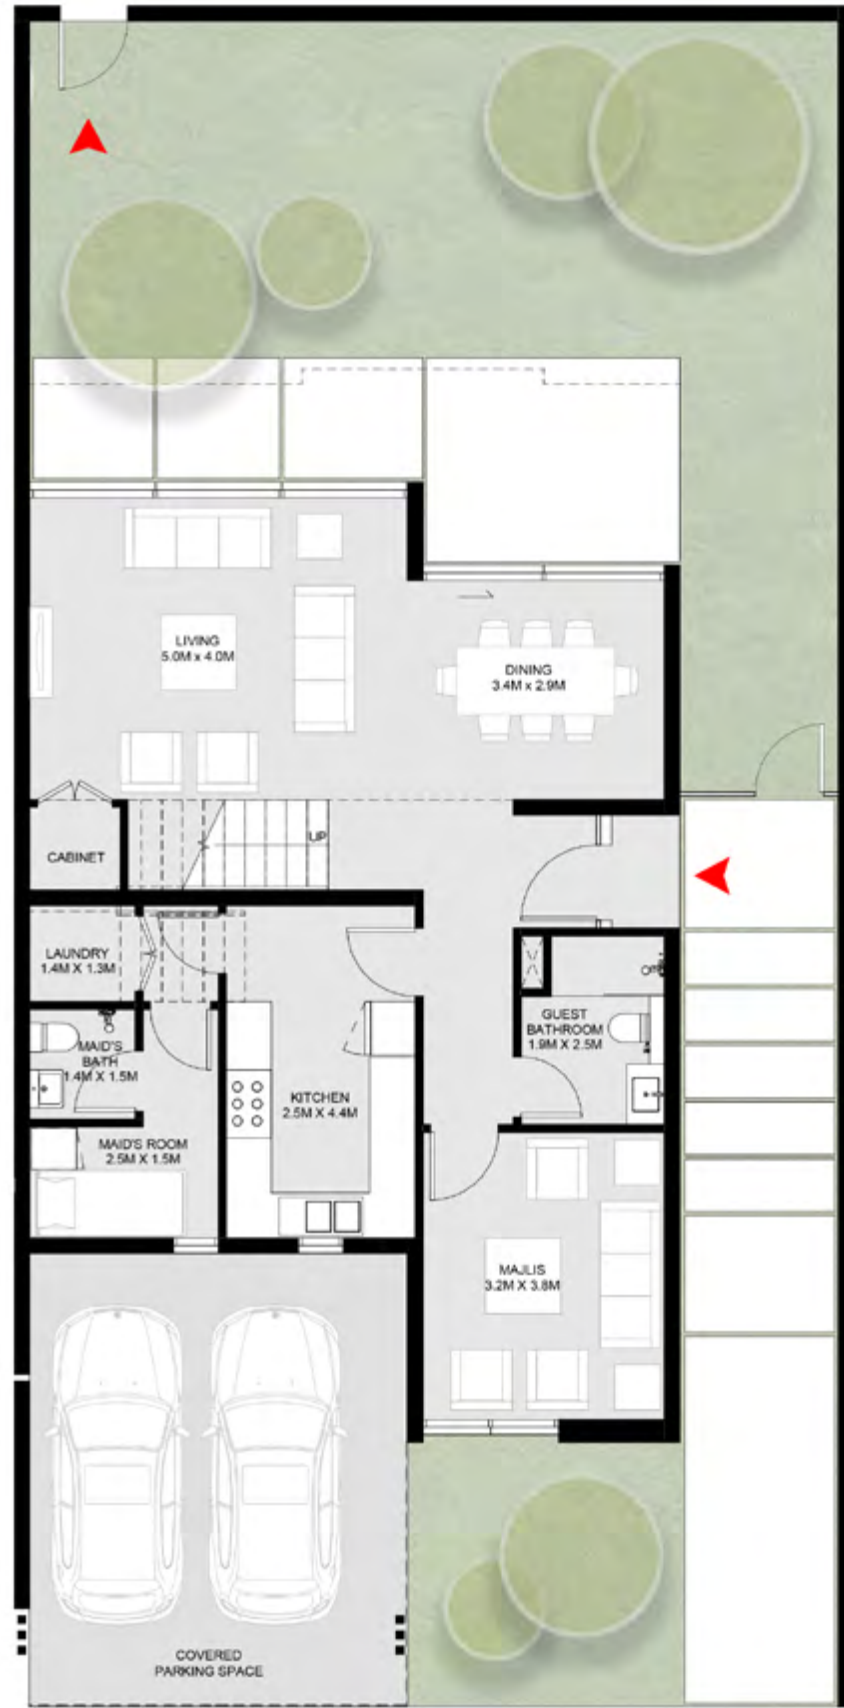 LIVING
5.0M x 4.0M
DINING
3.4M x 2.9M
UP
CABINET
LAUNDRY
1.4M X 1.3M
GUEST
BATHROOM
1.9M X 2.5M
MAID'S
BATH
1.4M X 1.5M
KITCHEN
2.5M X 4.4M
MAID'S ROOM
2.5M X 1.5M
MAJLIS
3.2M X 3.8M
COVERED
PARKING SPACE